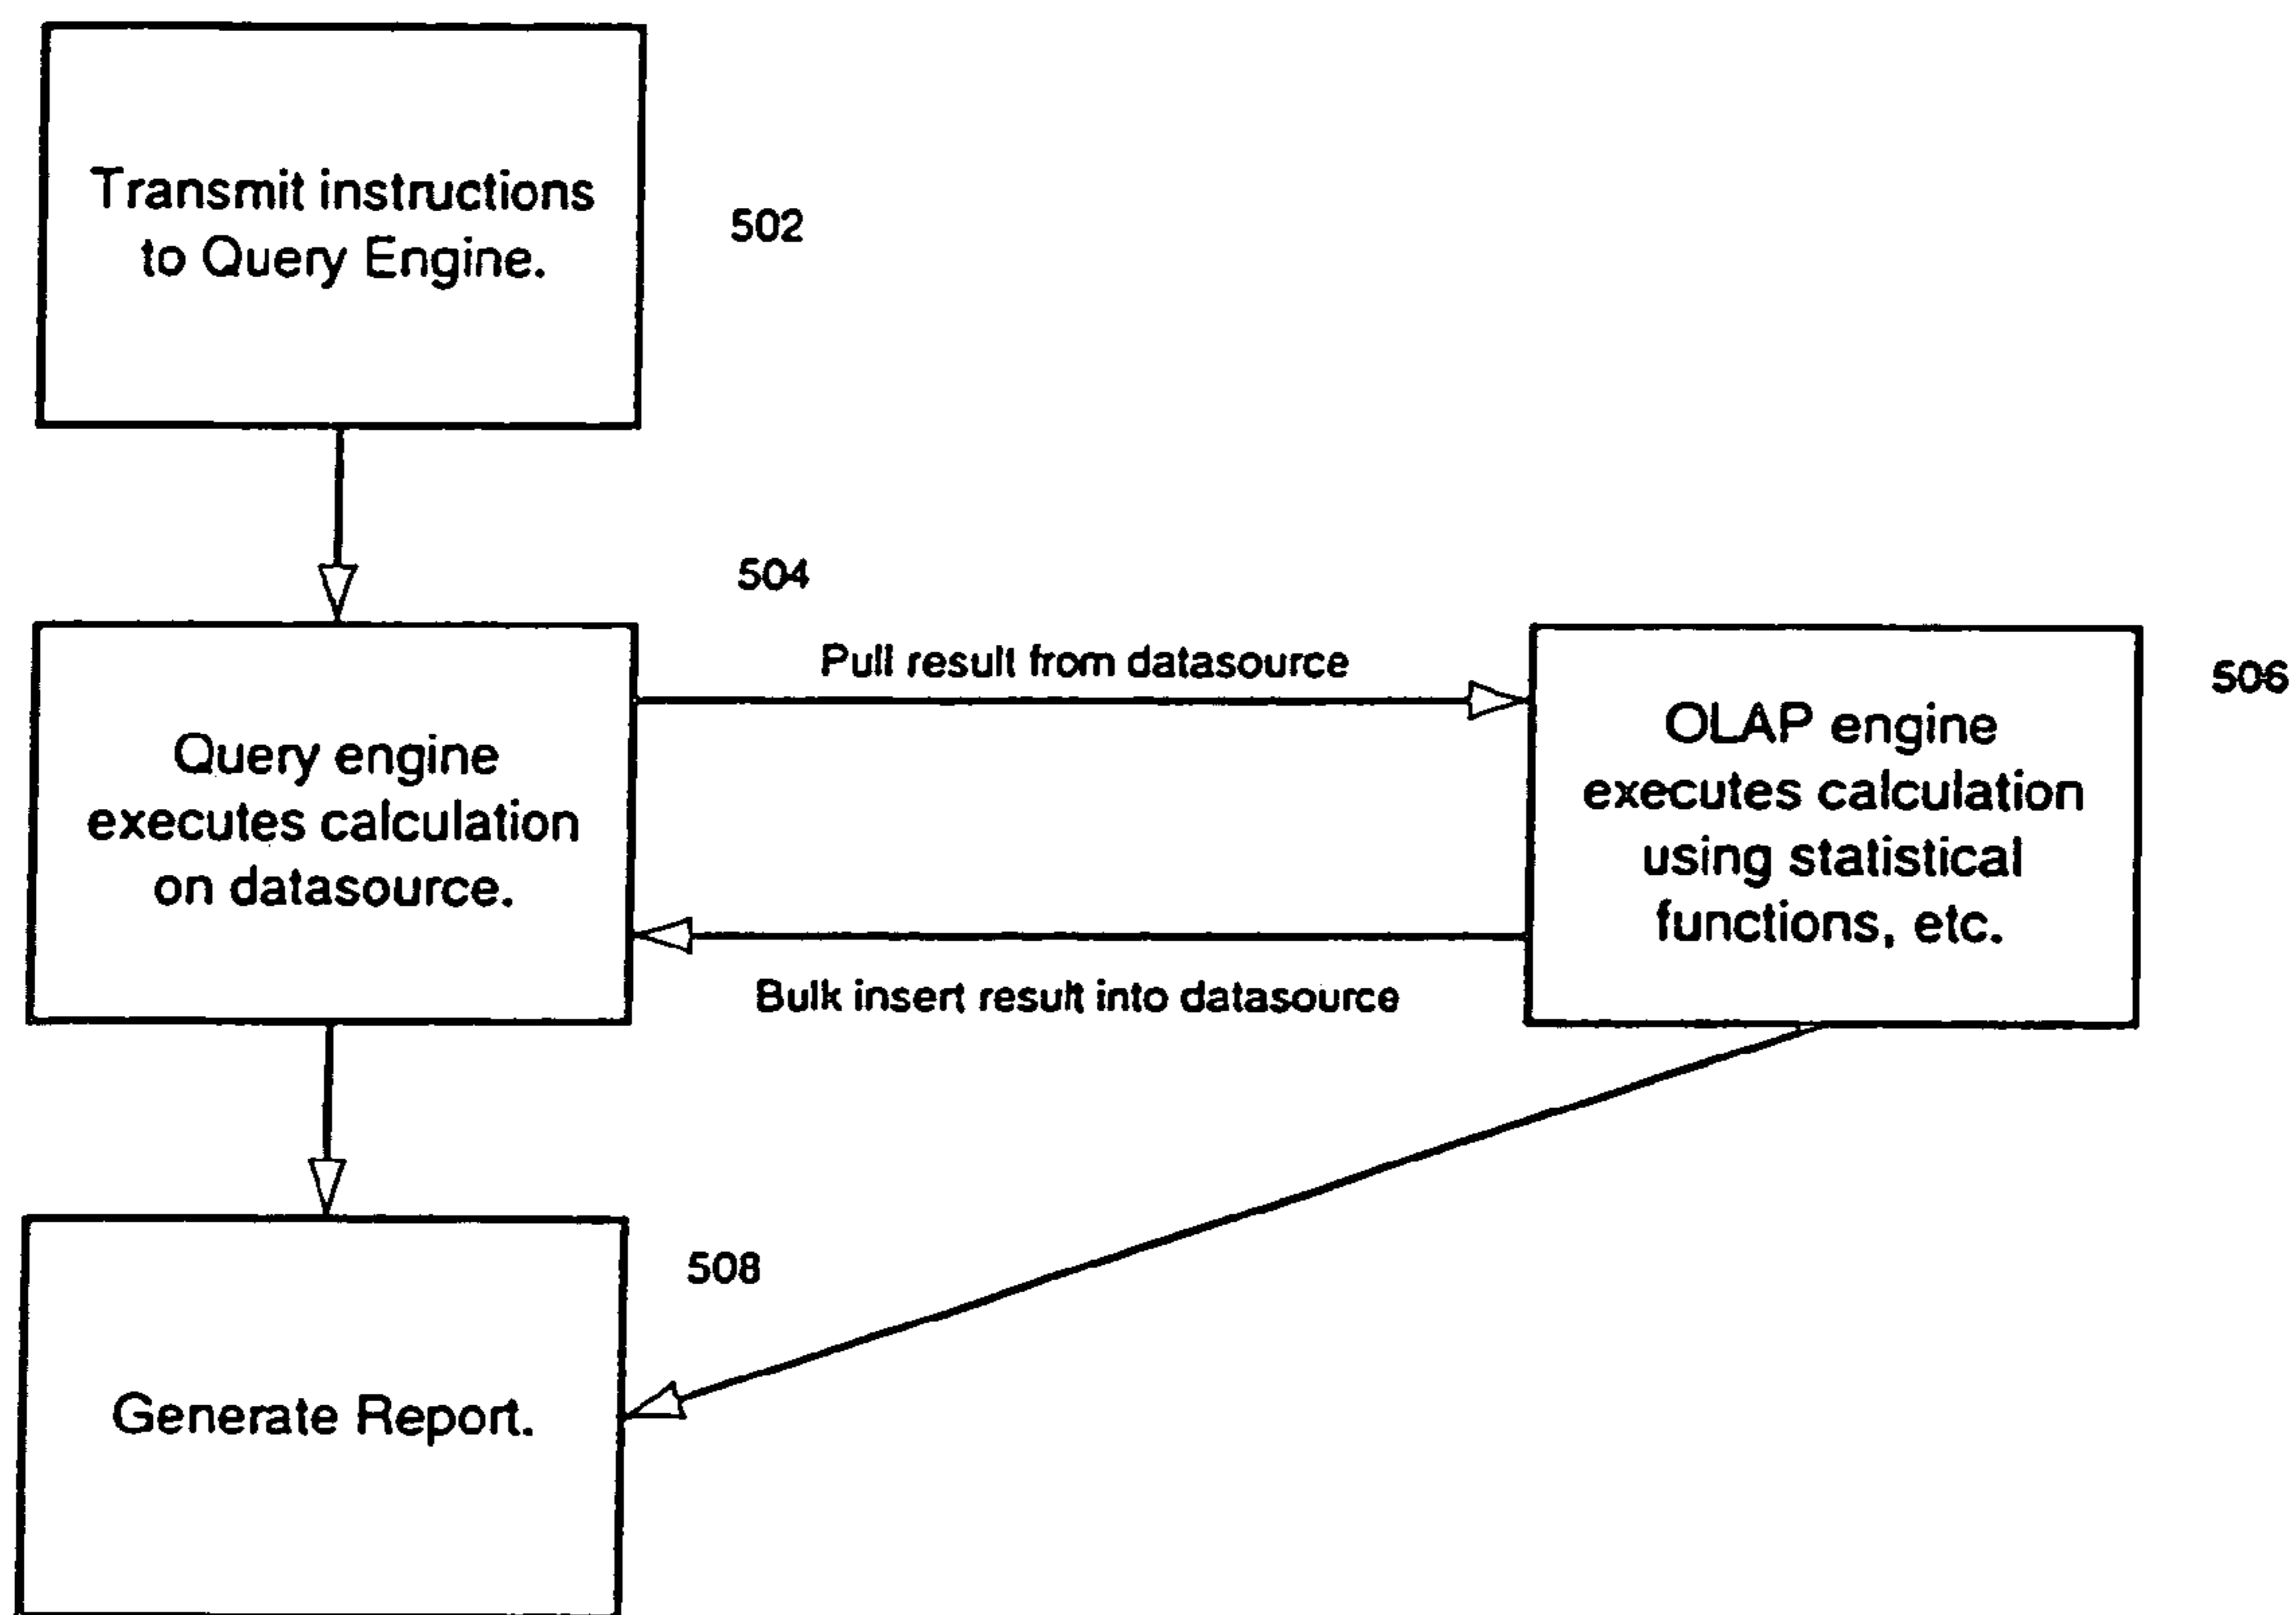 Transmit instructions
to Query Engine.
502
504
Pull result from datasource
506
Query engine
executes calculation
on datasource.
OLAP engine
executes calculation
using statistical
functions, etc.
Bulk insert result into datasource
508
Generate Report.